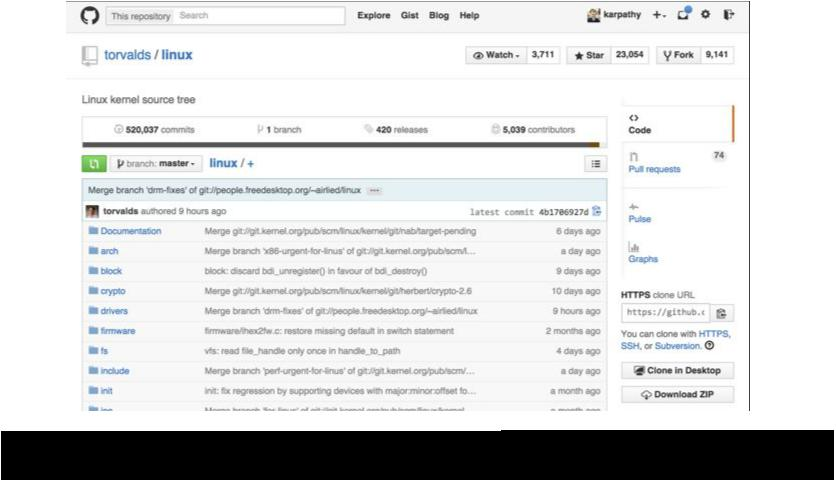 This repository Search Explore Gist Blog Help karpathy
torvalds / linux Watch 3,711 Star 23,054 Fork 9,141
Linux kernel source tree
520,037 commits 1 branch 420 releases 5,039 contributors
branch: master linux / +
Merge branch 'drm-fixes' of git://people.freedesktop.org/~airlied/linux
torvalds authored 9 hours ago latest commit 4b1706927d
Documentation Merge git://git.kernel.org/pub/scm/linux/kernel/git/nab/target-pending 6 days ago
arch Merge branch 'x86-urgent-for-linus' of git://git.kernel.org/pub/scm/l… a day ago
block block: discard bdi_unregister() in favour of bdi_destroy() 9 days ago
crypto Merge git://git.kernel.org/pub/scm/linux/kernel/git/herbert/crypto-2.6 10 days ago
drivers Merge branch 'drm-fixes' of git://people.freedesktop.org/~airlied/linux 9 hours ago
firmware firmware/ihex2fw.c: restore missing default in switch statement 2 months ago
fs vfs: read file_handle only once in handle_to_path 4 days ago
include Merge branch 'perf-urgent-for-linus' of git://git.kernel.org/pub/scm/… a day ago
init init: fix regression by supporting devices with major:minor:offset fo… a month ago
Code
Pull requests 74
Pulse
Graphs
HTTPS clone URL
https://github.c
You can clone with HTTPS,
SSH, or Subversion.
Clone in Desktop
Download ZIP